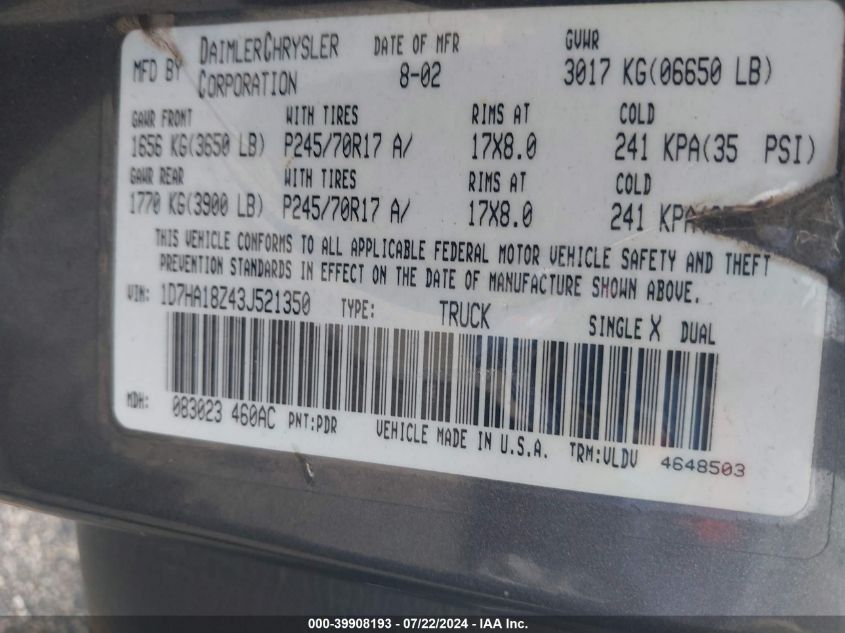 MFD BY DAIMLERCHRYSLER CORPORATION DATE OF MFR 8-02 GVWR 3017 KG(06650 LB)
GAWR FRONT WITH TIRES RIMS AT COLD
1656 KG(3650 LB) P245/70R17 A/ 17X8.0 241 KPA(35 PSI)
GAWR REAR WITH TIRES RIMS AT COLD
1770 KG(3900 LB) P245/70R17 A/ 17X8.0 241 KPA
THIS VEHICLE CONFORMS TO ALL APPLICABLE FEDERAL MOTOR VEHICLE SAFETY AND THEFT
PREVENTION STANDARDS IN EFFECT ON THE DATE OF MANUFACTURE SHOWN ABOVE.
VIN: 1D7HA18Z43J521350 TYPE: TRUCK SINGLE X DUAL
MDH: 083023 460AC PNT:PDR VEHICLE MADE IN U.S.A. TRM:VLDV 4648503
000-39908193 - 07/22/2024 - IAA Inc.